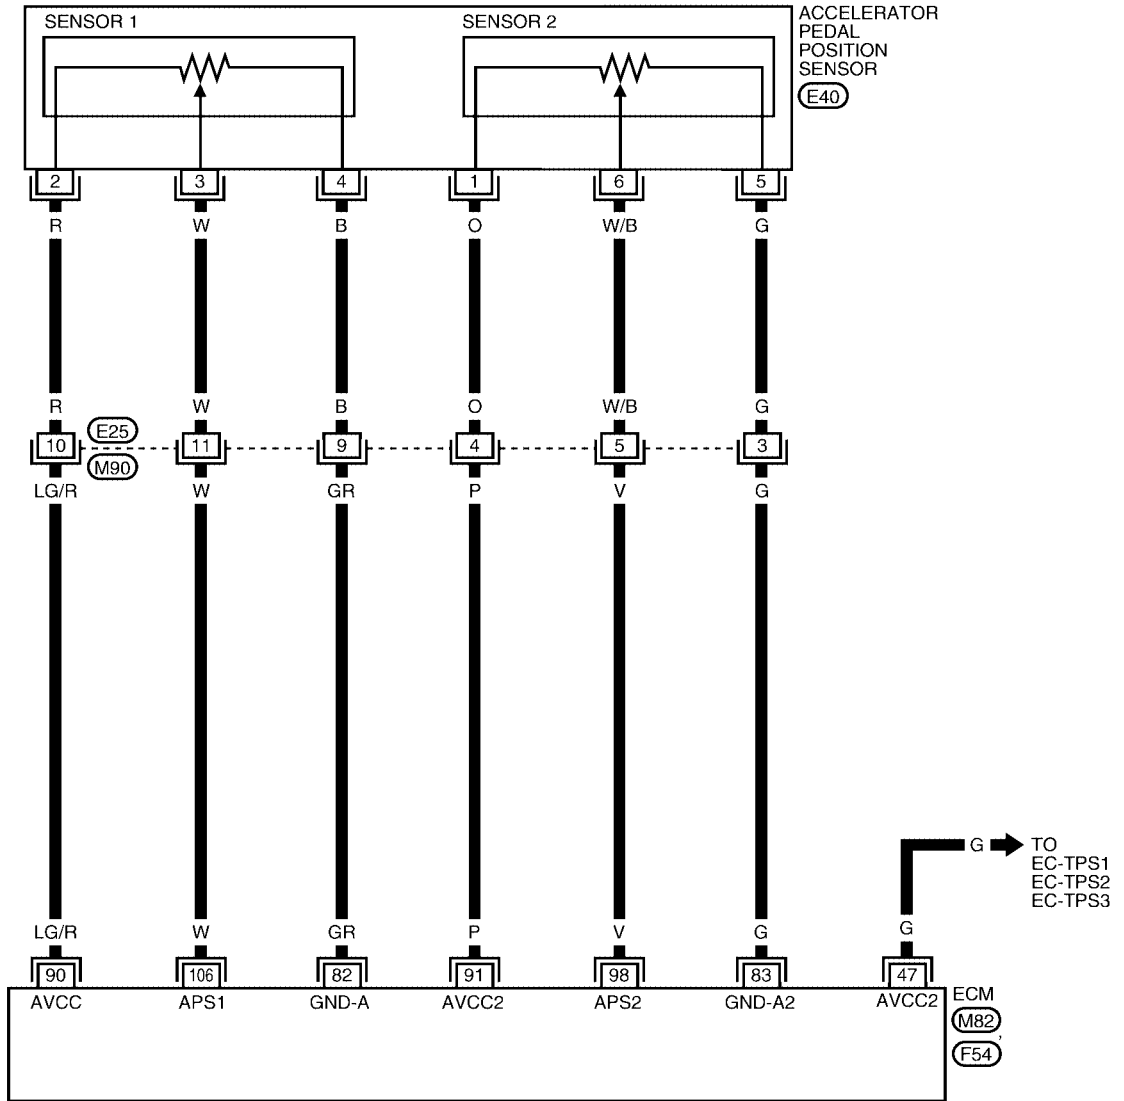 SENSOR 1
SENSOR 2
ACCELERATOR
PEDAL
POSITION
SENSOR
E40
2 3 4 1 6 5
R W B O W/B G
R W B O W/B G
E25
10 11 9 4 5 3
M90
LG/R W GR P V G
TO
G
EC-TPS1
EC-TPS2
EC-TPS3
LG/R W GR P V G G
90 106 82 91 98 83 47
AVCC APS1 GND-A AVCC2 APS2 GND-A2 AVCC2
ECM
M82,
F54